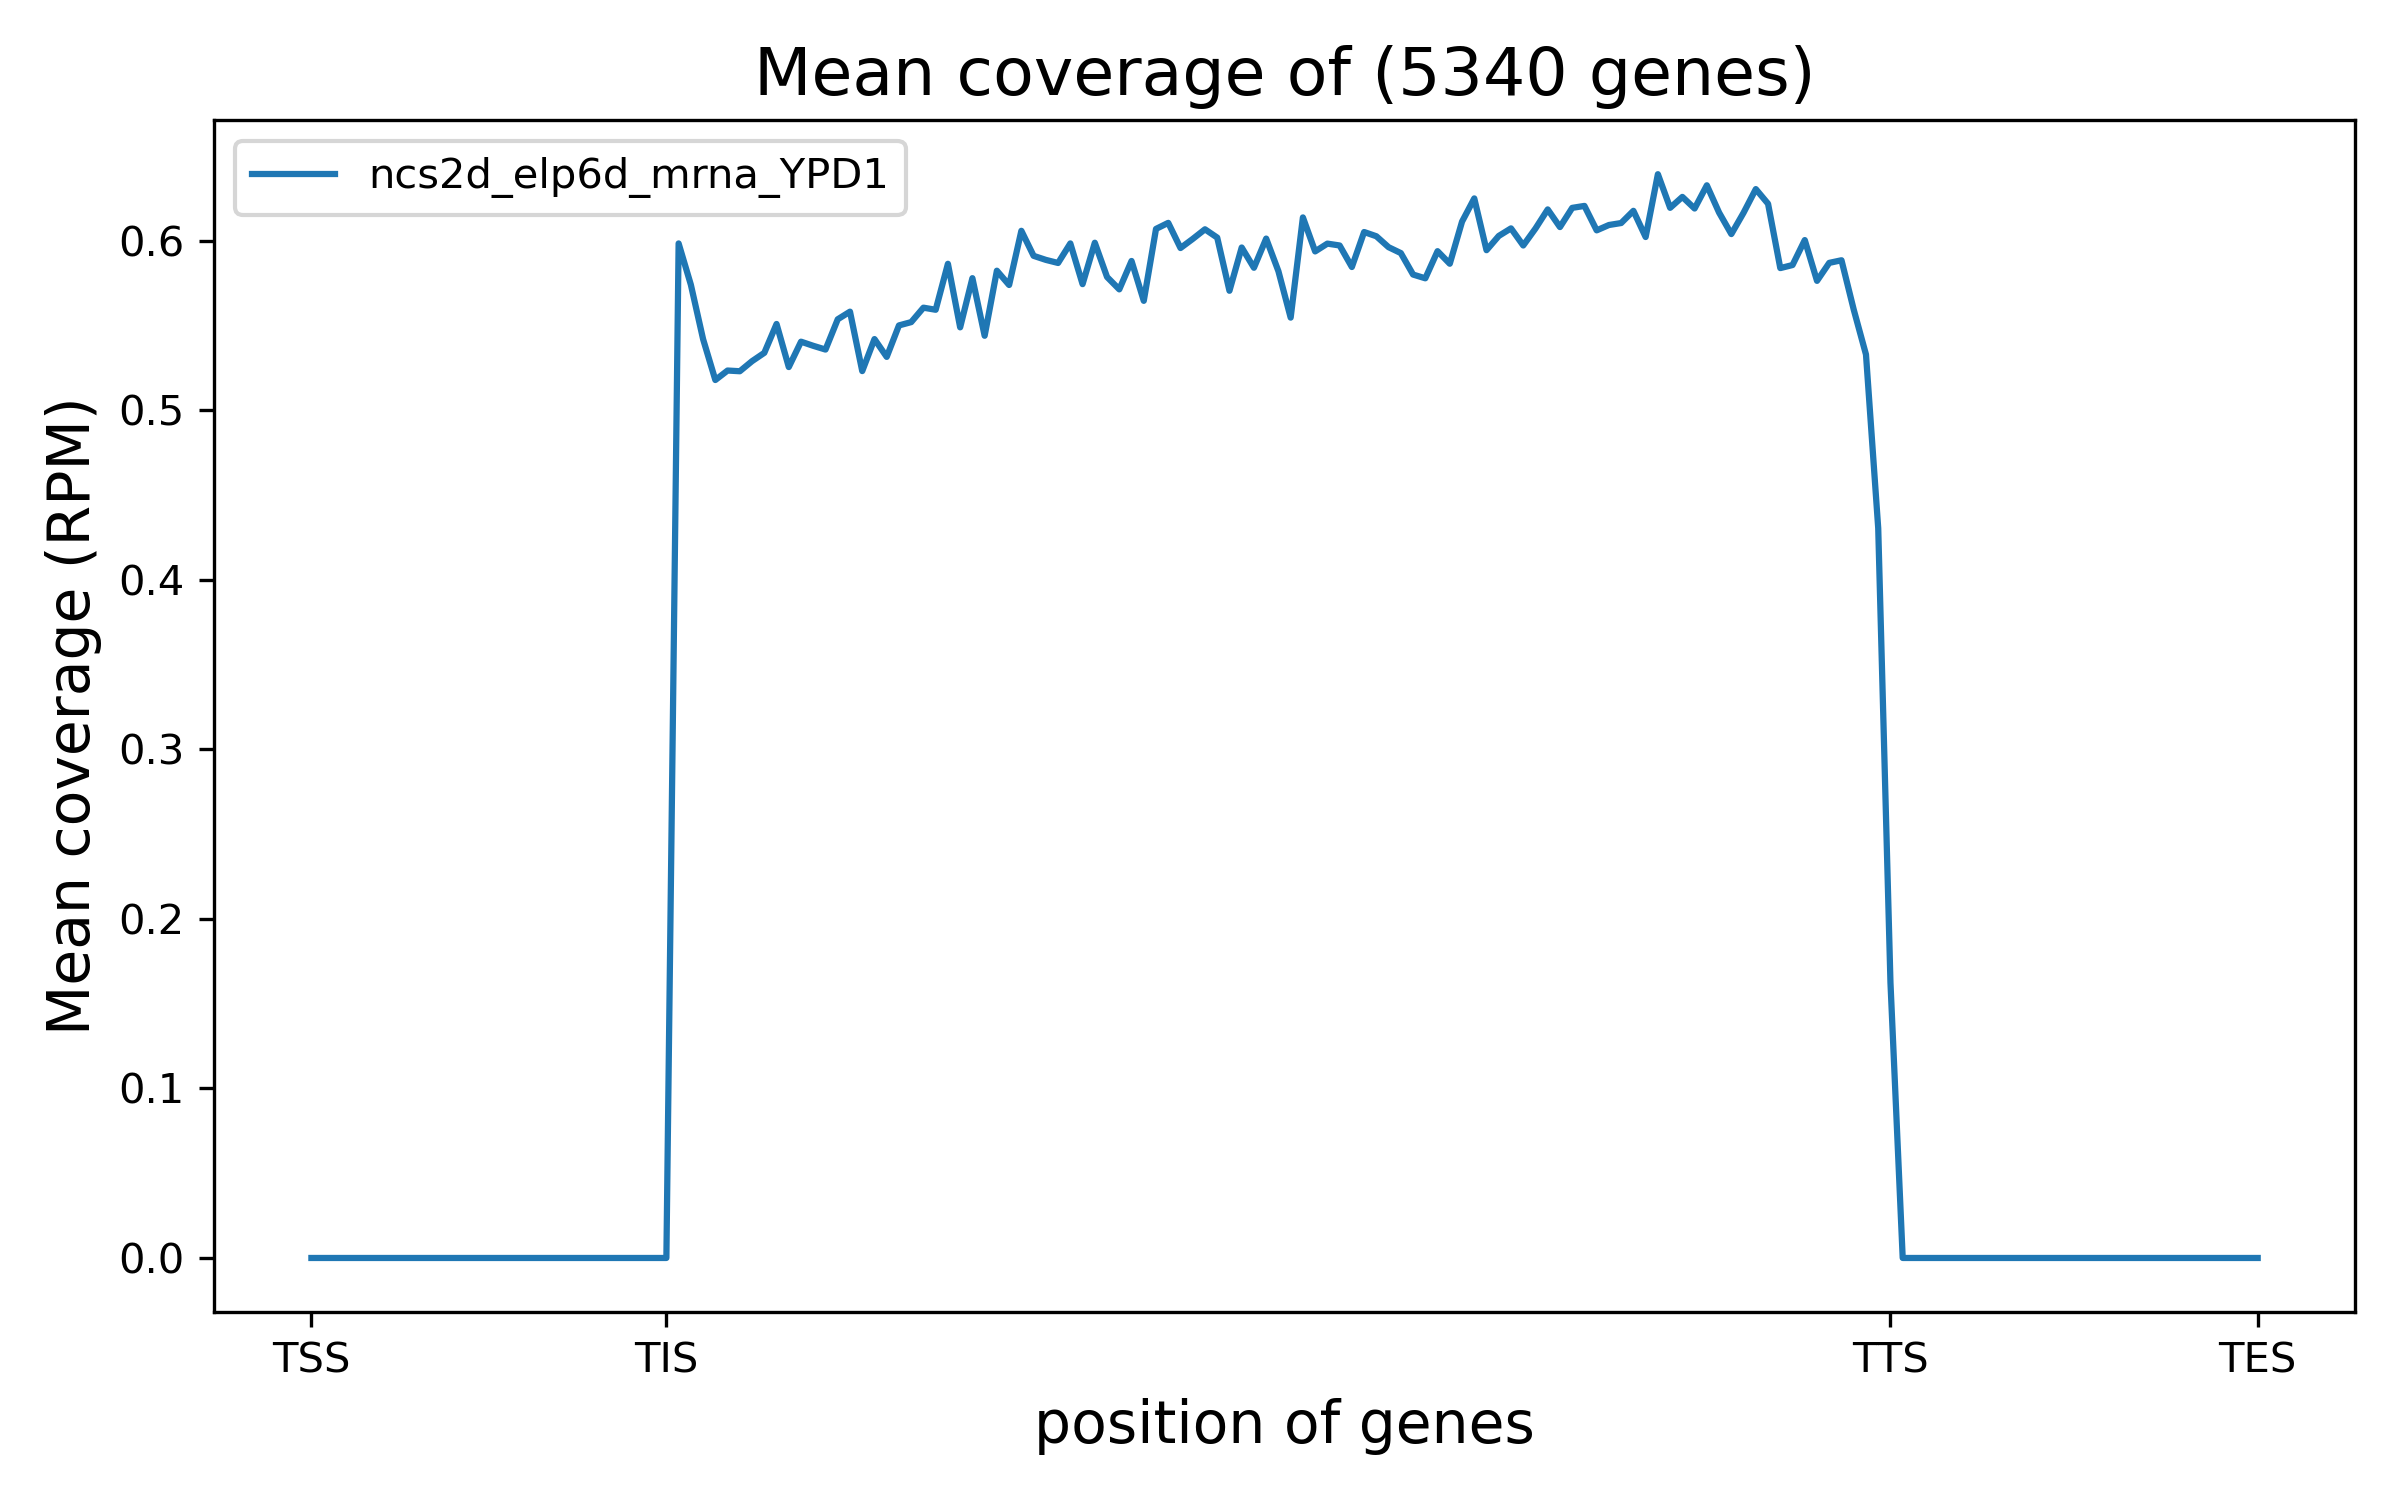 Mean coverage of (5340 genes)
ncs2d_elp6d_mrna_YPD1
Mean coverage (RPM)
0.6
0.5
0.4
0.3
0.2
0.1
0.0
TSS TIS TTS TES
position of genes